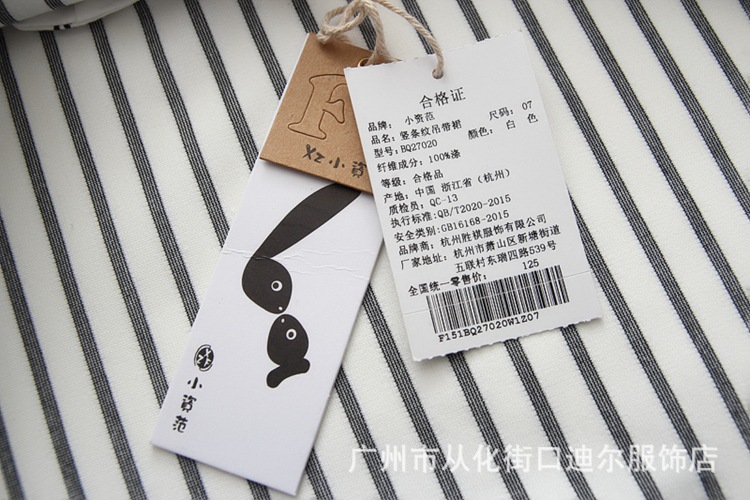 合格证
品牌: 小资范 尺码: 07
品名: 竖条纹吊带裙 颜色: 白 色
型号: BQ27020
纤维成分: 100%涤
等级: 合格品
产地: 中国 浙江省 (杭州)
质检员: QC-13
执行标准:QB/T2020-2015
安全类别:GB16168-2015
品牌商: 杭州胜祺服饰有限公司
厂家地址: 杭州市萧山区新塘街道
五联村东瑞四路539号
全国统一零售价: 125
F151BQ27020W1Z07
F
XZ小资
XZF
小资范
广州市从化街口迪尔服饰店